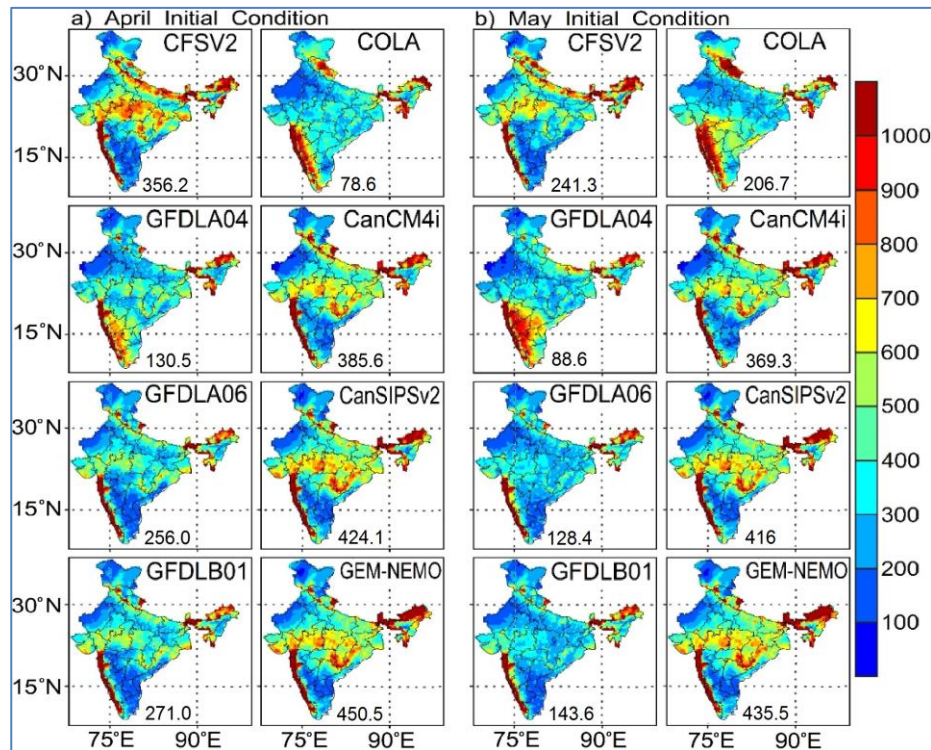 a) April Initial Condition
b) May Initial Condition
CFSV2
COLA
CFSV2
COLA
30°N
15°N
356.2
78.6
241.3
206.7
GFDLA04
CanCM4i
GFDLA04
CanCM4i
30°N
15°N
130.5
385.6
88.6
369.3
GFDLA06
CanSIPSv2
GFDLA06
CanSIPSv2
30°N
15°N
256.0
424.1
128.4
416
GFDLB01
GEM-NEMO
GFDLB01
GEM-NEMO
30°N
15°N
271.0
450.5
143.6
435.5
75°E
90°E
75°E
90°E
75°E
90°E
75°E
90°E
1000
900
800
700
600
500
400
300
200
100